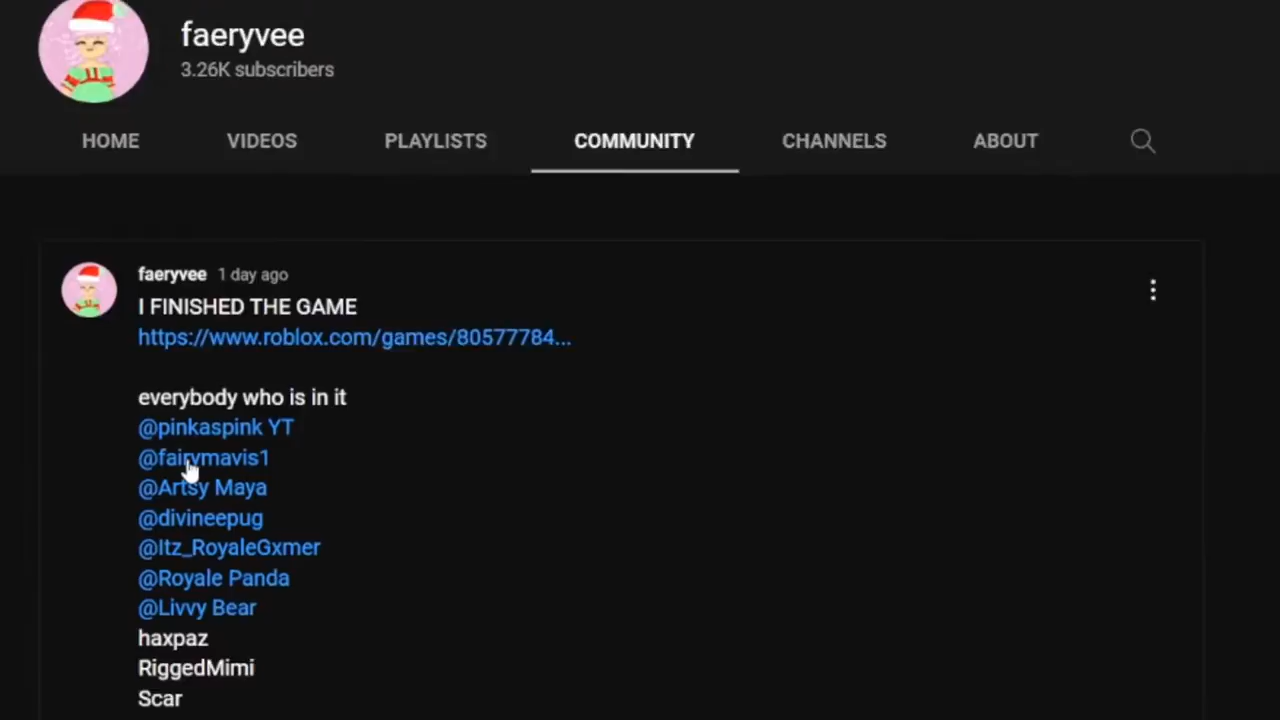 faeryvee
3.26K subscribers
HOME VIDEOS PLAYLISTS COMMUNITY CHANNELS ABOUT
faeryvee 1 day ago
I FINISHED THE GAME
https://www.roblox.com/games/80577784...
everybody who is in it
@pinkaspink YT
@fairymavis1
@Artsy Maya
@divineepug
@Itz_RoyaleGxmer
@Royale Panda
@Livvy Bear
haxpaz
RiggedMimi
Scar